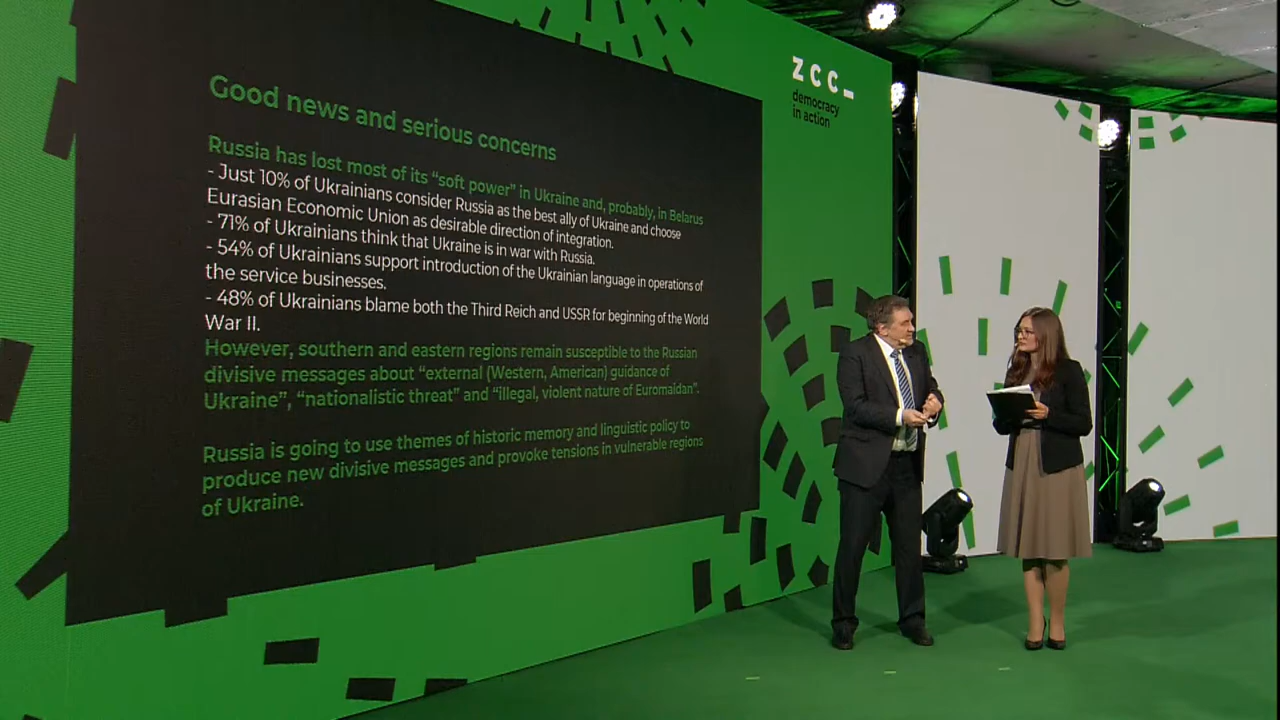 Good news and serious concerns
Russia has lost most of its “soft power” in Ukraine and, probably, in Belarus
- Just 10% of Ukrainians consider Russia as the best ally of Ukraine and choose
Eurasian Economic Union as desirable direction of integration.
- 71% of Ukrainians think that Ukraine is in war with Russia.
- 54% of Ukrainians support introduction of the Ukrainian language in operations of
the service businesses.
- 48% of Ukrainians blame both the Third Reich and USSR for beginning of the World
War II.
However, southern and eastern regions remain susceptible to the Russian
divisive messages about “external (Western, American) guidance of
Ukraine”, “nationalistic threat” and “illegal, violent nature of Euromaidan”.
Russia is going to use themes of historic memory and linguistic policy to
produce new divisive messages and provoke tensions in vulnerable regions
of Ukraine.
zcc_
democracy
in action